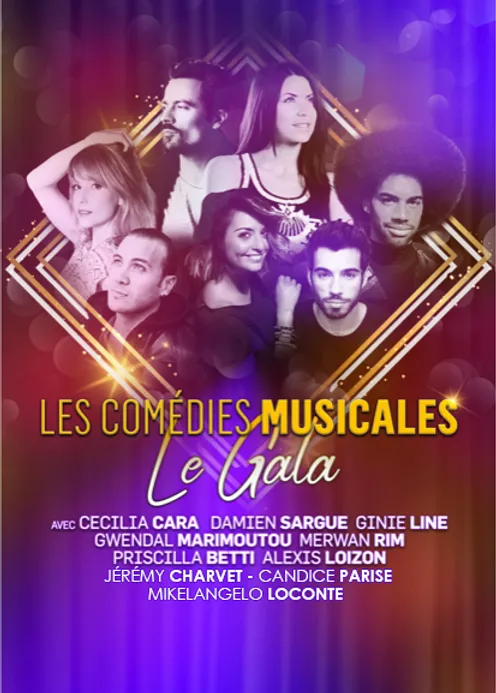 LES COMÉDIES MUSICALES
Le Gala
AVEC CECILIA CARA DAMIEN SARGUE GINIE LINE
GWENDAL MARIMOUTOU MERWAN RIM
PRISCILLA BETTI ALEXIS LOIZON
JÉRÉMY CHARVET - CANDICE PARISE
MIKELANGELO LOCONTE